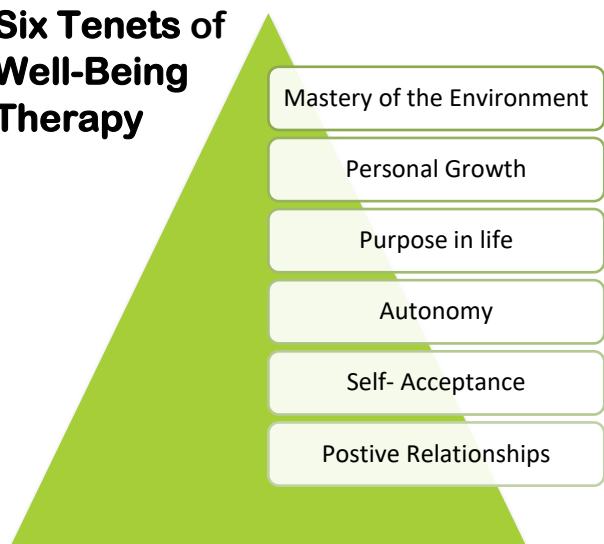 Six Tenets of
Well-Being
Therapy
Mastery of the Environment
Personal Growth
Purpose in life
Autonomy
Self- Acceptance
Postive Relationships